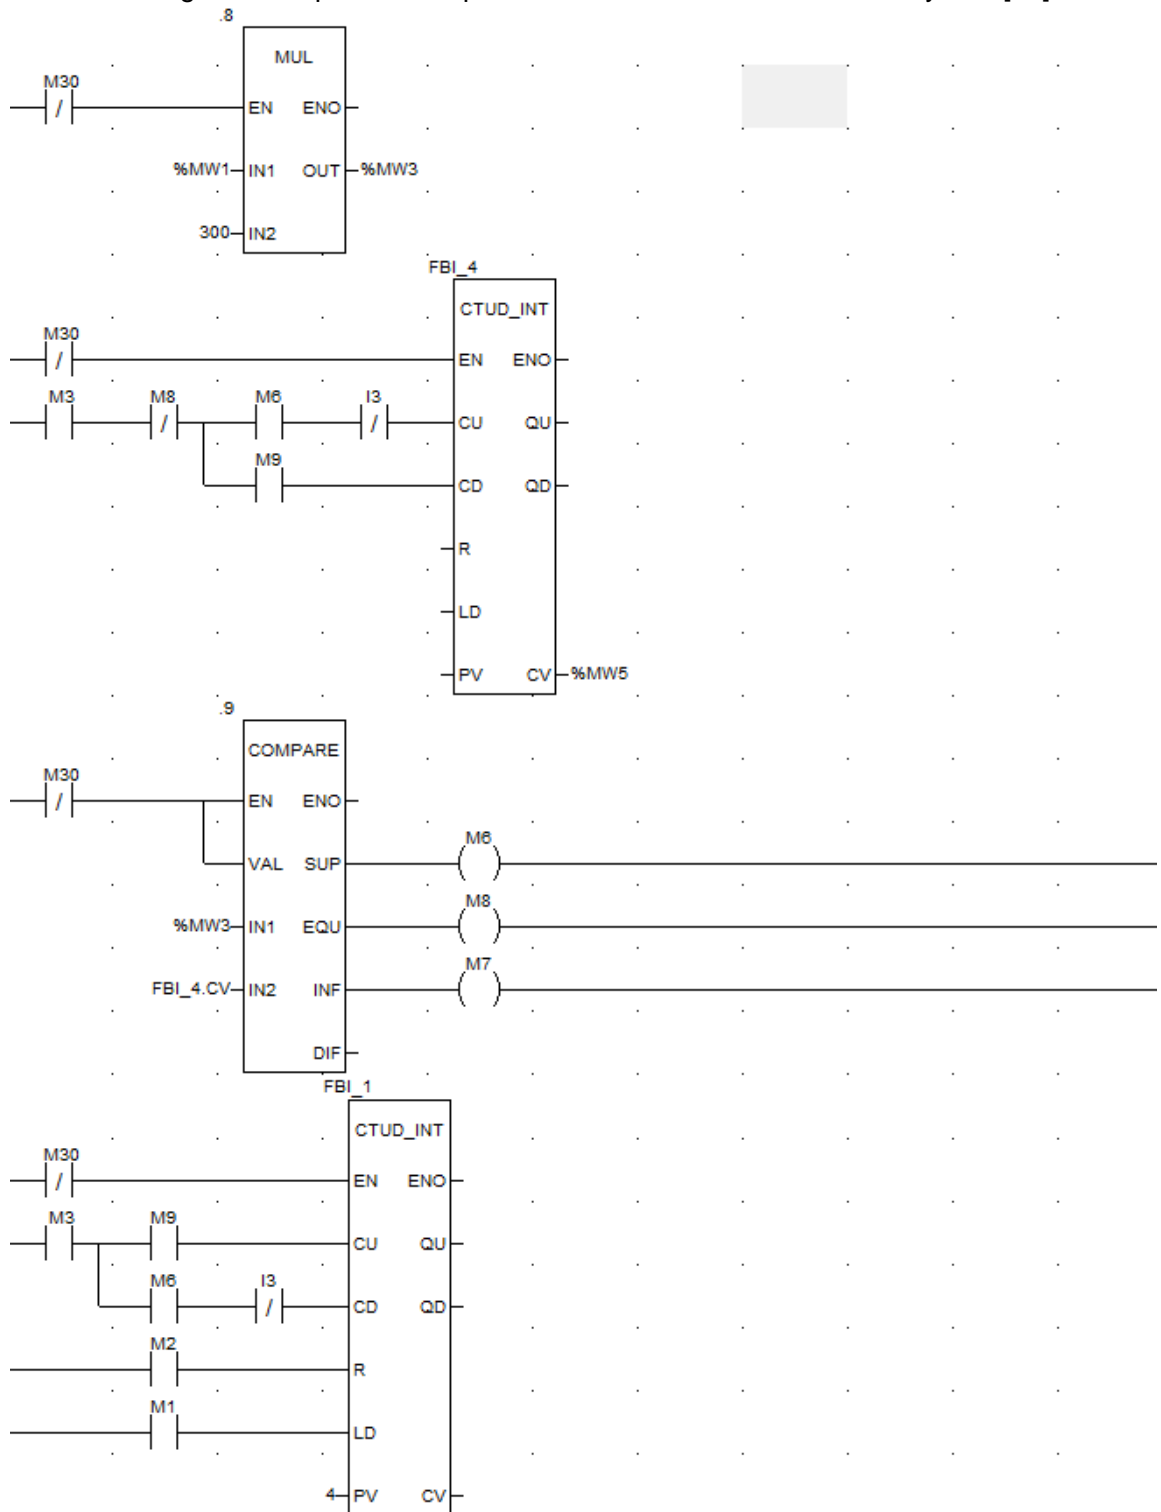 .8
MUL
M30
/
EN ENO
%MW1 IN1 OUT %MW3
300 IN2
FBI_4
CTUD_INT
M30
/
EN ENO
M3 M8 M6 I3
/ / CU QU
M9
CD QD
R
LD
PV CV %MW5
.9
COMPARE
M30
/
EN ENO
M6
VAL SUP
M8
%MW3 IN1 EQU
M7
FBI_4.CV IN2 INF
DIF
FBI_1
CTUD_INT
M30
/
EN ENO
M3 M9
CU QU
M6 I3
/ CD QD
M2
R
M1
LD
4 PV CV